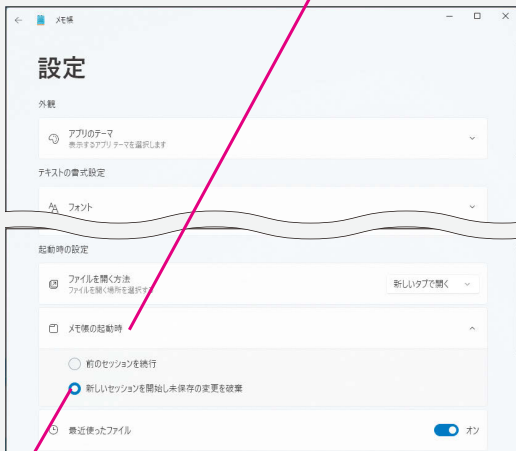 メモ帳
設定
外観
アプリのテーマ
表示するアプリ テーマを選択します
テキストの書式設定
フォント
起動時の設定
ファイルを開く方法
ファイルを開く場所を選択す
新しいタブで開く
メモ帳の起動時
前のセッションを続行
新しいセッションを開始し未保存の変更を破棄
最近使ったファイル
オン